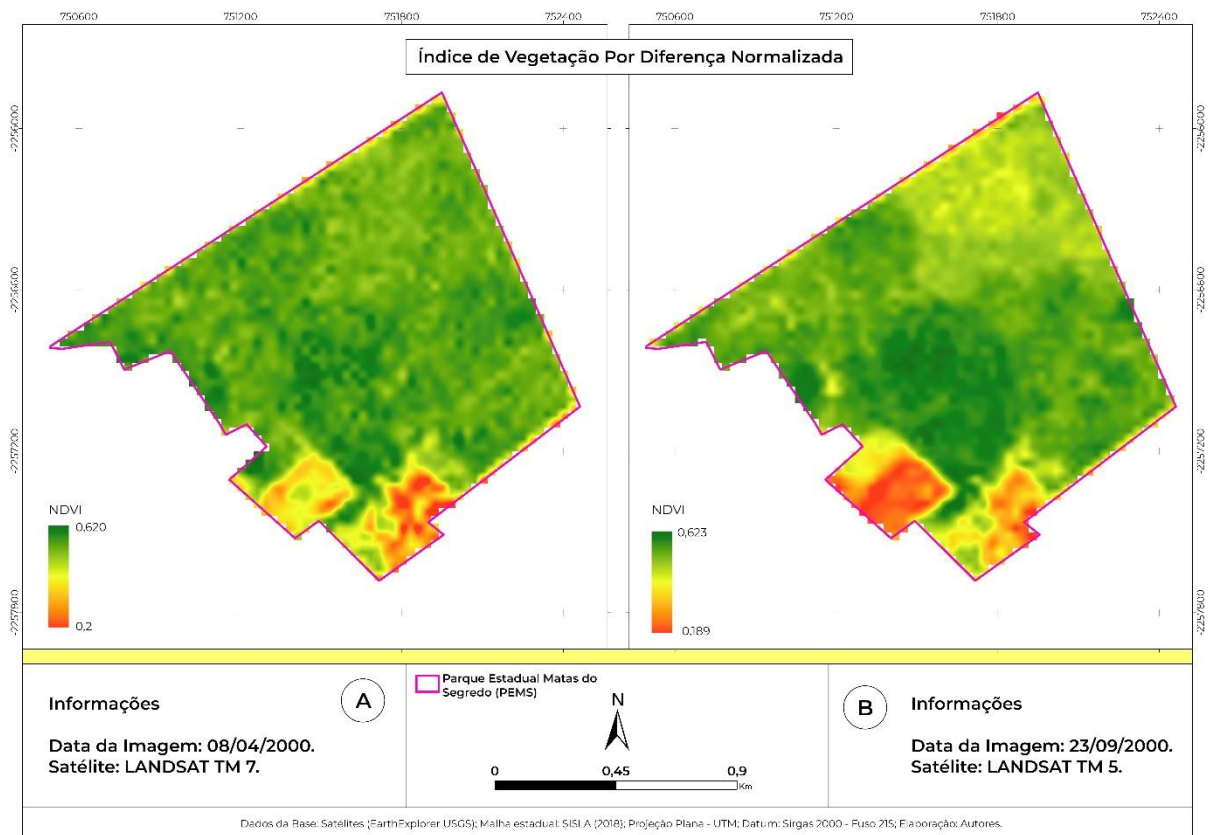 750600 751200 751800 752400 750600 751200 751800 752400
Índice de Vegetação Por Diferença Normalizada
-2256000
-2256600
-2257200
-2257800
-2256000
-2256600
-2257200
-2257800
NDVI
0,620
0,2
NDVI
0,623
0,189
Informações
A
Data da Imagem: 08/04/2000.
Satélite: LANDSAT TM 7.
Parque Estadual Matas do
Segredo (PEMS)
N
0 0,45 0,9
Km
B
Informações
Data da Imagem: 23/09/2000.
Satélite: LANDSAT TM 5.
Dados da Base: Satélites (EarthExplorer USGS); Malha estadual: SISLA (2018); Projeção Plana - UTM; Datum: Sirgas 2000 - Fuso 21S; Elaboração: Autores.